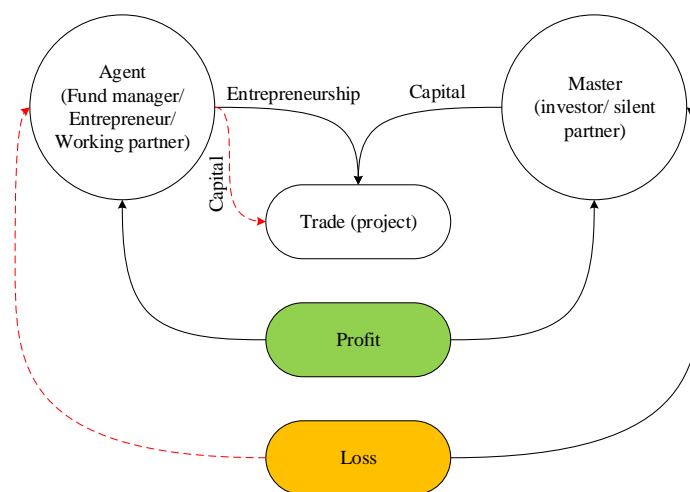 Agent
(Fund manager/
Entrepreneur/
Working partner)
Entrepreneurship
Capital
Master
(investor/ silent
partner)
Capital
Trade (project)
Profit
Loss